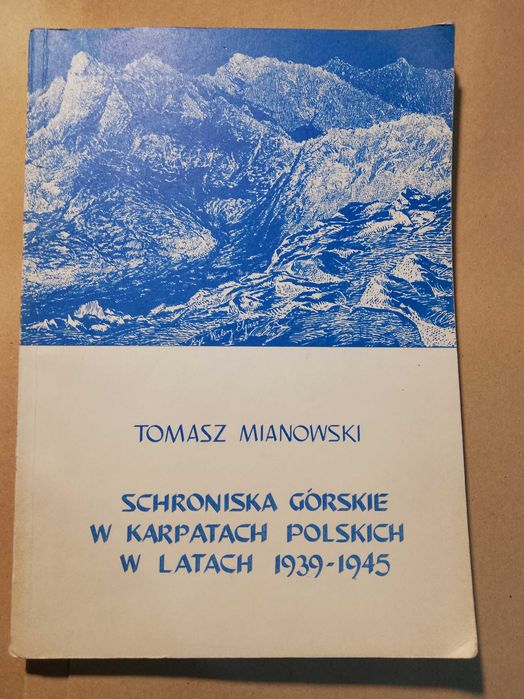 TOMASZ MIANOWSKI
SCHRONISKA GÓRSKIE
W KARPATACH POLSKICH
W LATACH 1939-1945